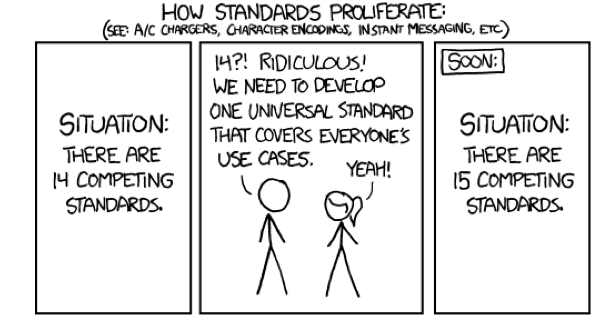 HOW STANDARDS PROLIFERATE:
(SEE: A/C CHARGERS, CHARACTER ENCODINGS, INSTANT MESSAGING, ETC.)
SITUATION:
THERE ARE
14 COMPETING
STANDARDS.
14?! RIDICULOUS!
WE NEED TO DEVELOP
ONE UNIVERSAL STANDARD
THAT COVERS EVERYONE'S
USE CASES.
YEAH!
SOON:
SITUATION:
THERE ARE
15 COMPETING
STANDARDS.